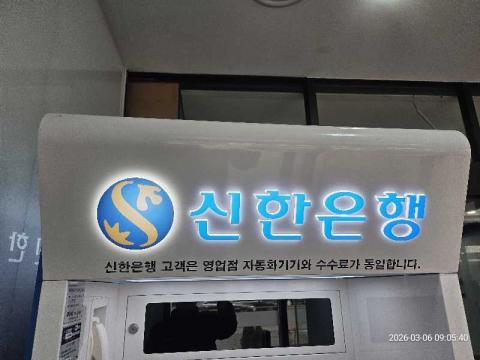 신한은행
신한은행 고객은 영업점 자동화기기와 수수료가 동일합니다.
2026-03-06 09:05:40